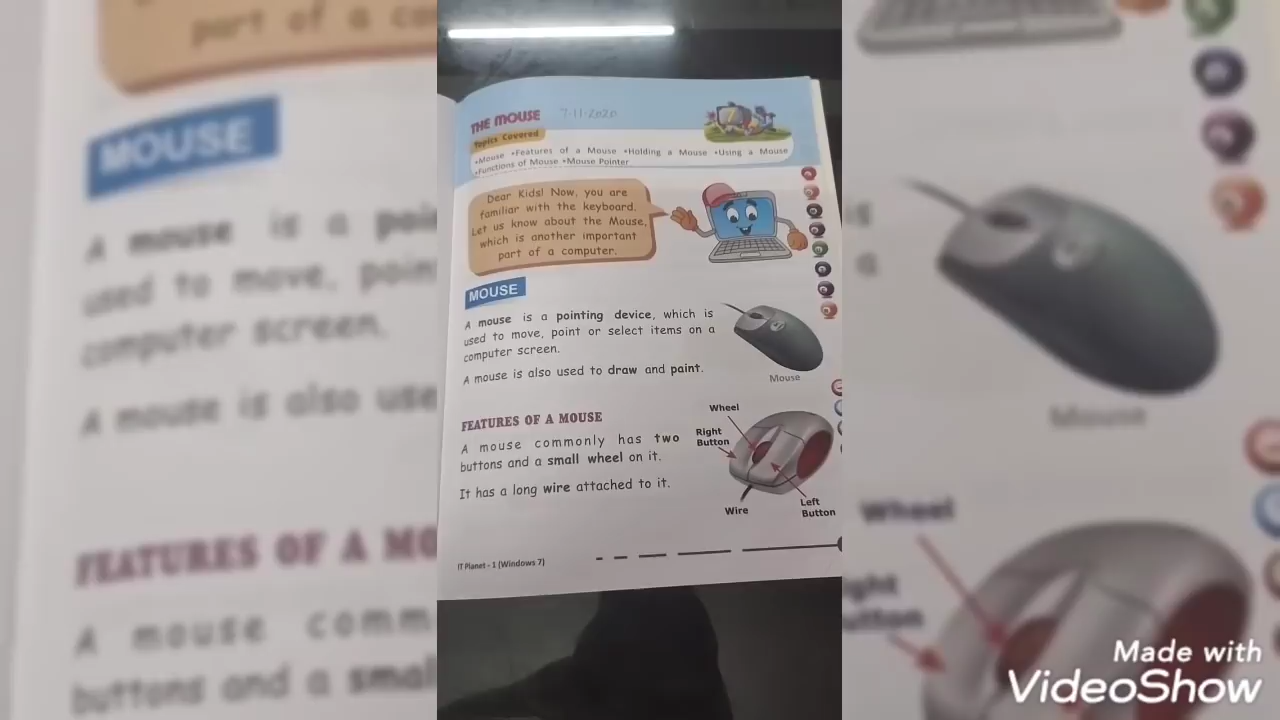 THE MOUSE 7-11-2020
Topics Covered
•Mouse •Features of a Mouse •Holding a Mouse •Using a Mouse
•Functions of Mouse •Mouse Pointer
Dear Kids! Now, you are
familiar with the keyboard.
Let us know about the Mouse,
which is another important
part of a computer.
MOUSE
A mouse is a pointing device, which is
used to move, point or select items on a
computer screen.
A mouse is also used to draw and paint.
Mouse
FEATURES OF A MOUSE
A mouse commonly has two
buttons and a small wheel on it.
It has a long wire attached to it.
Wheel
Right
Button
Wire
Left
Button
IT Planet - 1 (Windows 7)
Made with
VideoShow